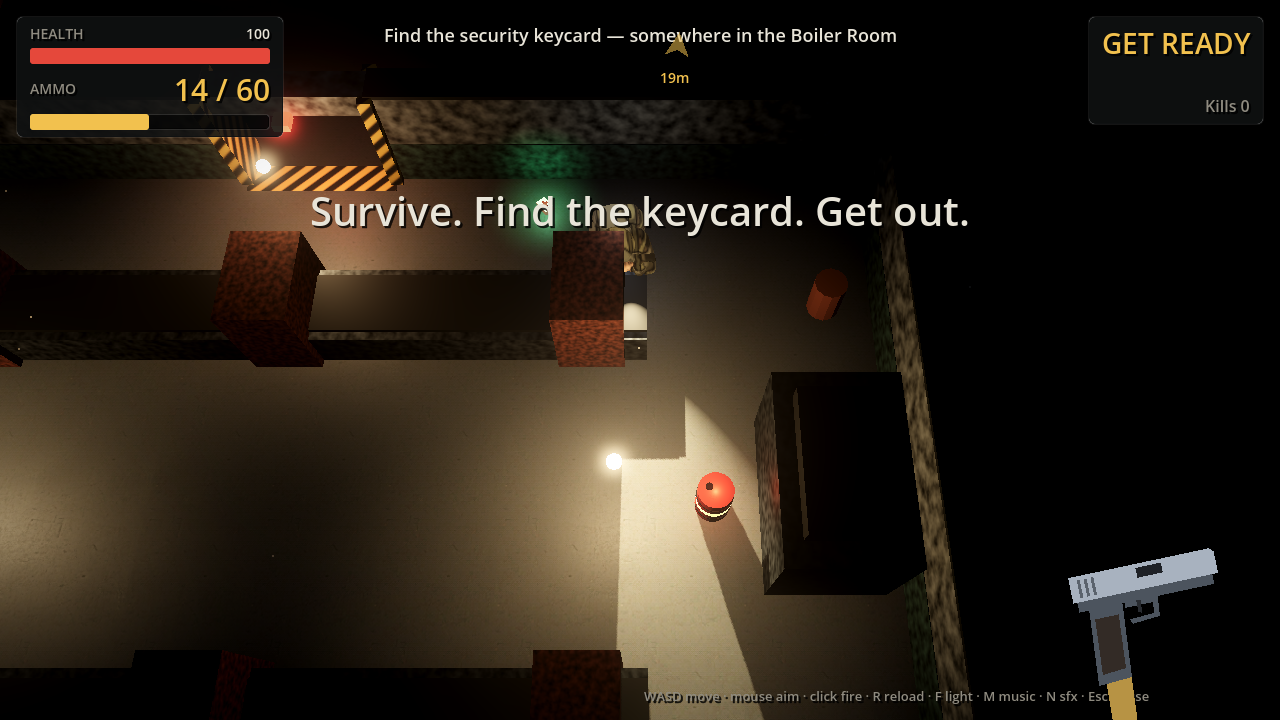 HEALTH 100
AMMO 14 / 60
Find the security keycard — somewhere in the Boiler Room
19m
GET READY
Kills 0
Survive. Find the keycard. Get out.
WASD move · mouse aim · click fire · R reload · F light · M music · N sfx · Esc